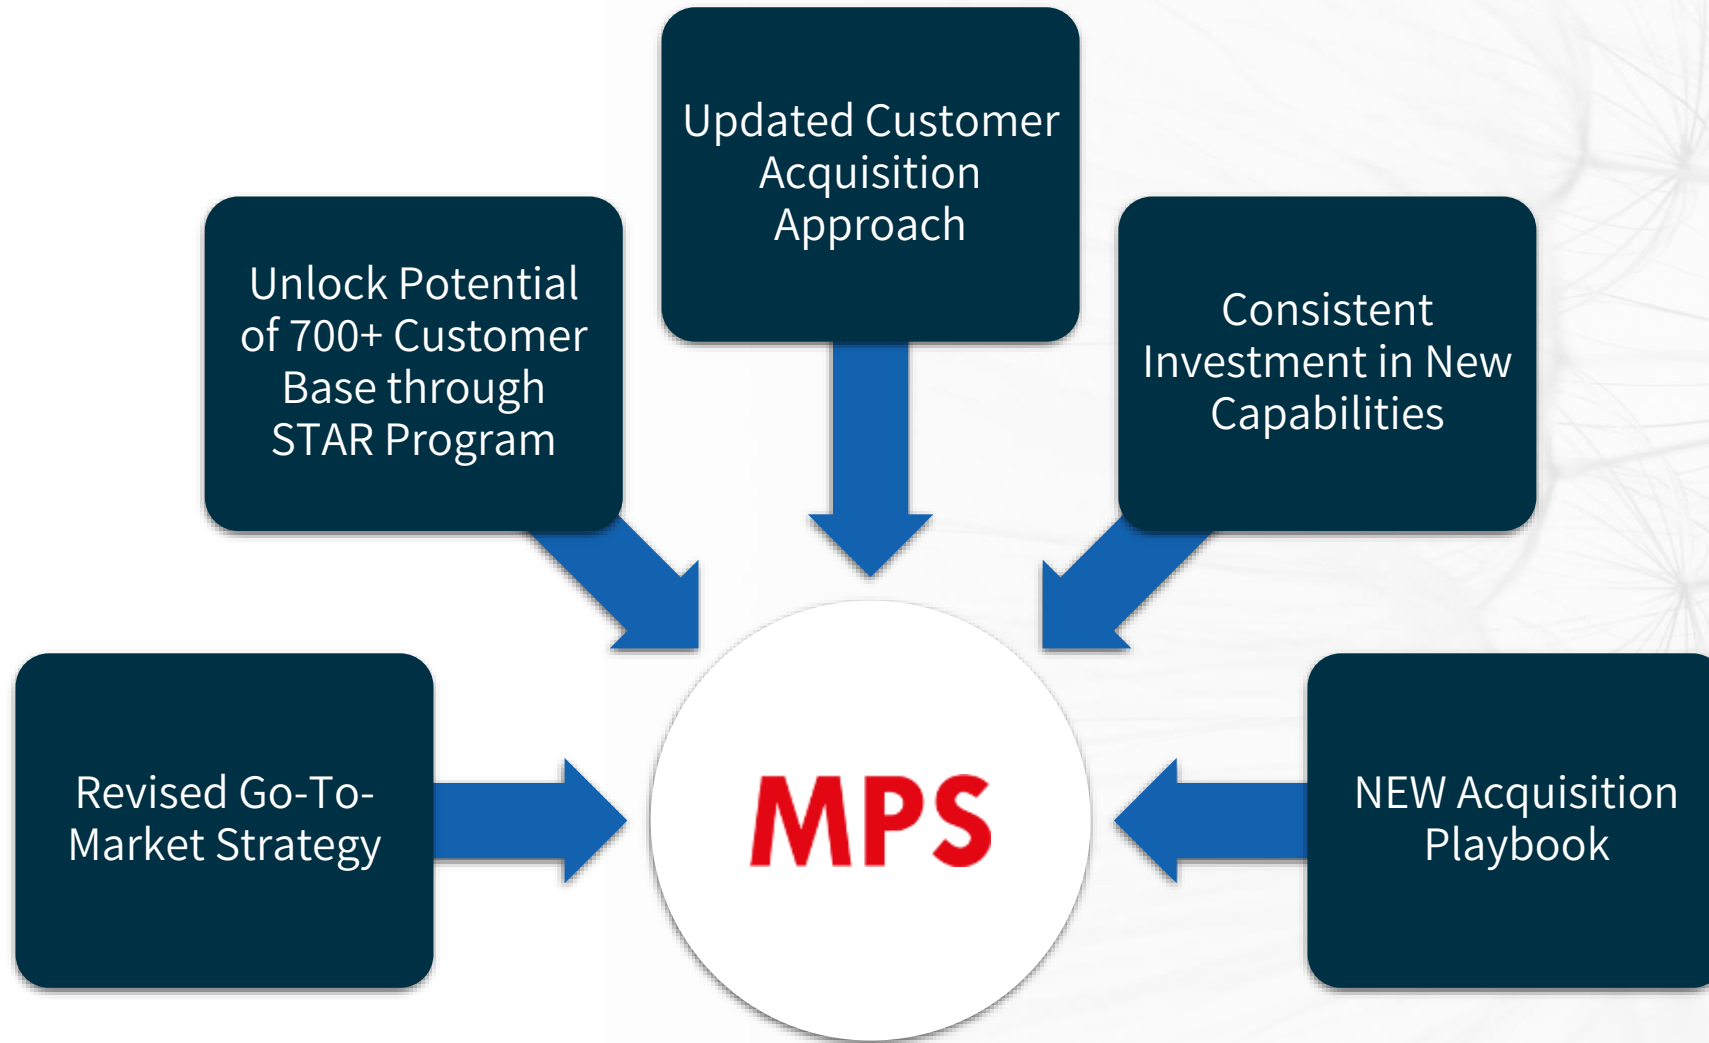 Updated Customer
Acquisition
Approach
Unlock Potential
of 700+ Customer
Base through
STAR Program
Consistent
Investment in New
Capabilities
Revised Go-To-
Market Strategy
MPS
NEW Acquisition
Playbook